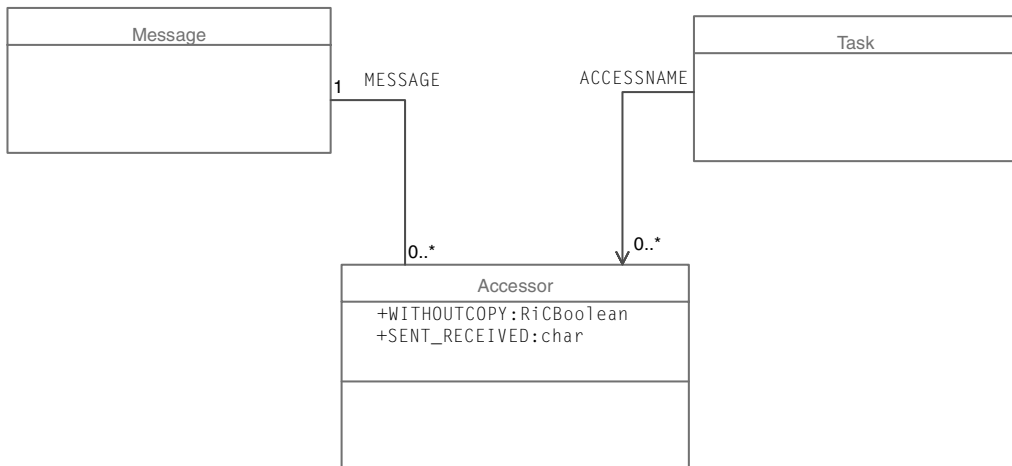 Message
Task
1
MESSAGE
ACCESSNAME
0..*
0..*
Accessor
+WITHOUTCOPY:RiCBoolean
+SENT_RECEIVED:char